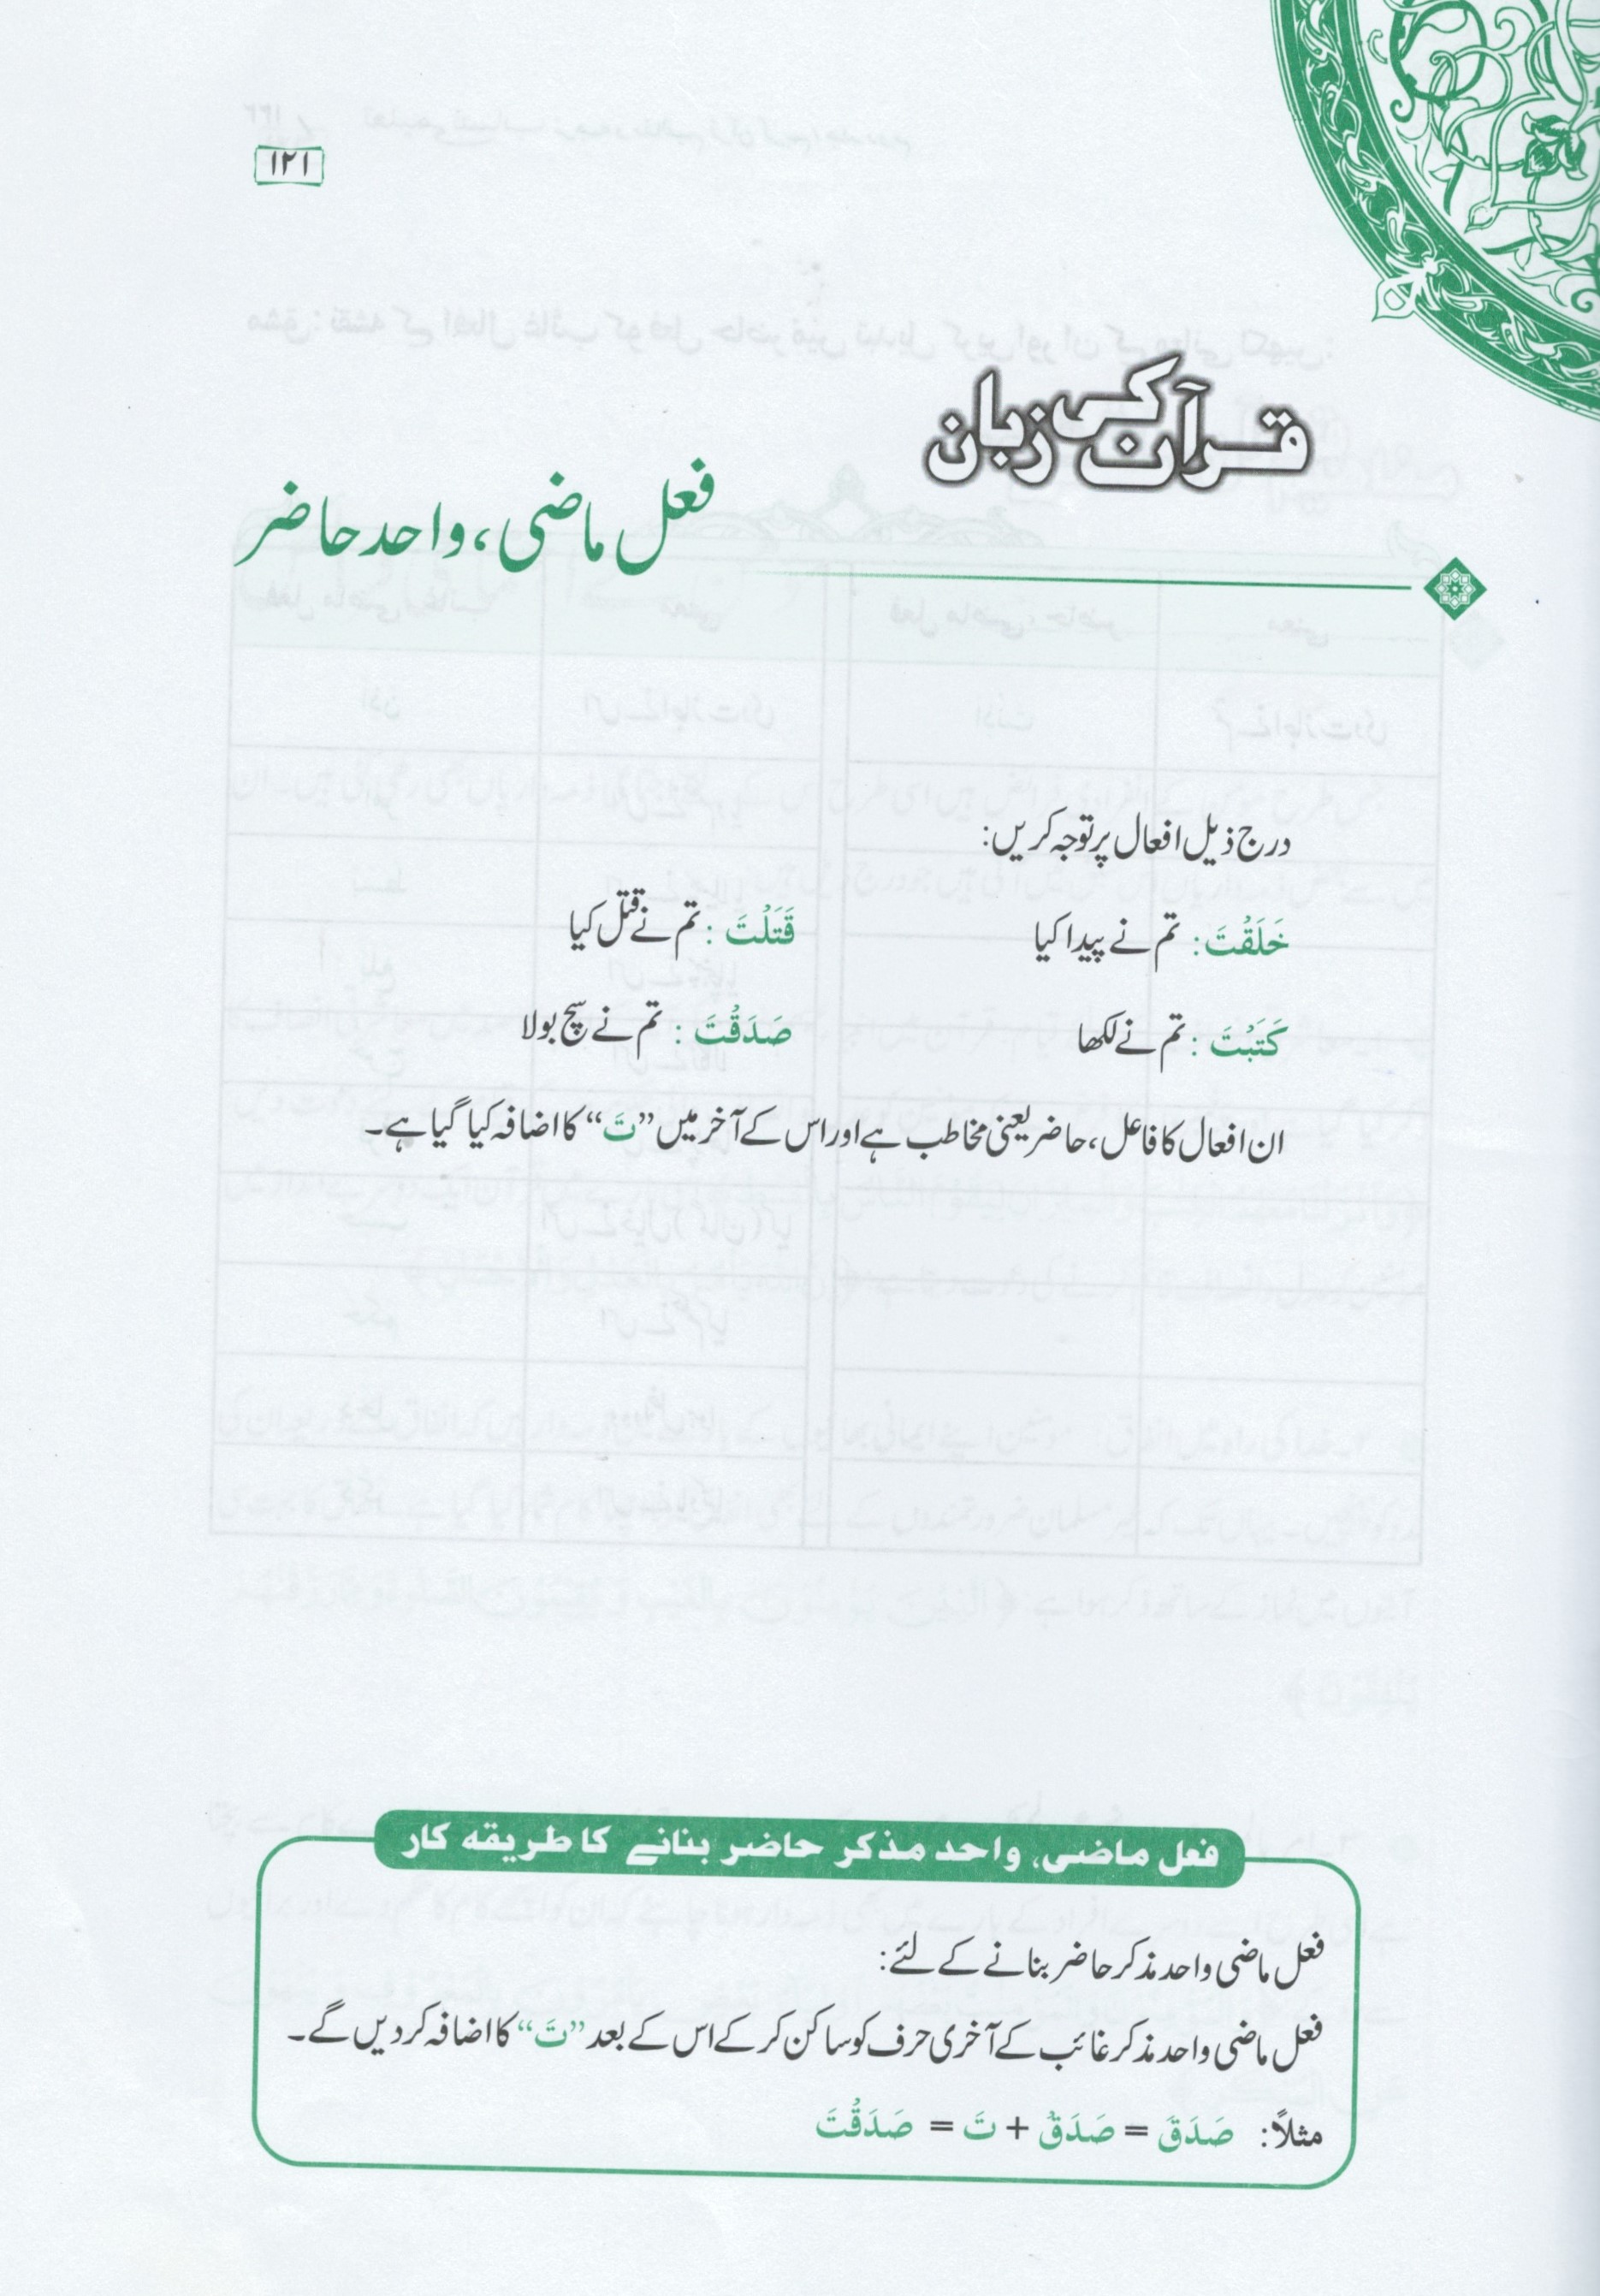 ۱۲۱
قرآن کی زبان
فعل ماضی، واحد حاضر
درج ذیل افعال پر توجہ کریں:
خَلَقْتَ: تم نے پیدا کیا قَتَلْتَ: تم نے قتل کیا
كَتَبْتَ: تم نے لکھا صَدَقْتَ: تم نے سچ بولا
ان افعال کا فاعل، حاضر یعنی مخاطب ہے اور اس کے آخر میں ”تَ“ کا اضافہ کیا گیا ہے۔
فعل ماضی، واحد مذکر حاضر بنانے کا طریقہ کار
فعل ماضی واحد مذکر حاضر بنانے کے لئے:
فعل ماضی واحد مذکر غائب کے آخری حرف کو ساکن کر کے اس کے بعد ”تَ“ کا اضافہ کر دیں گے۔
مثلاً: صَدَقَ = صَدَقْ + تَ = صَدَقْتَ